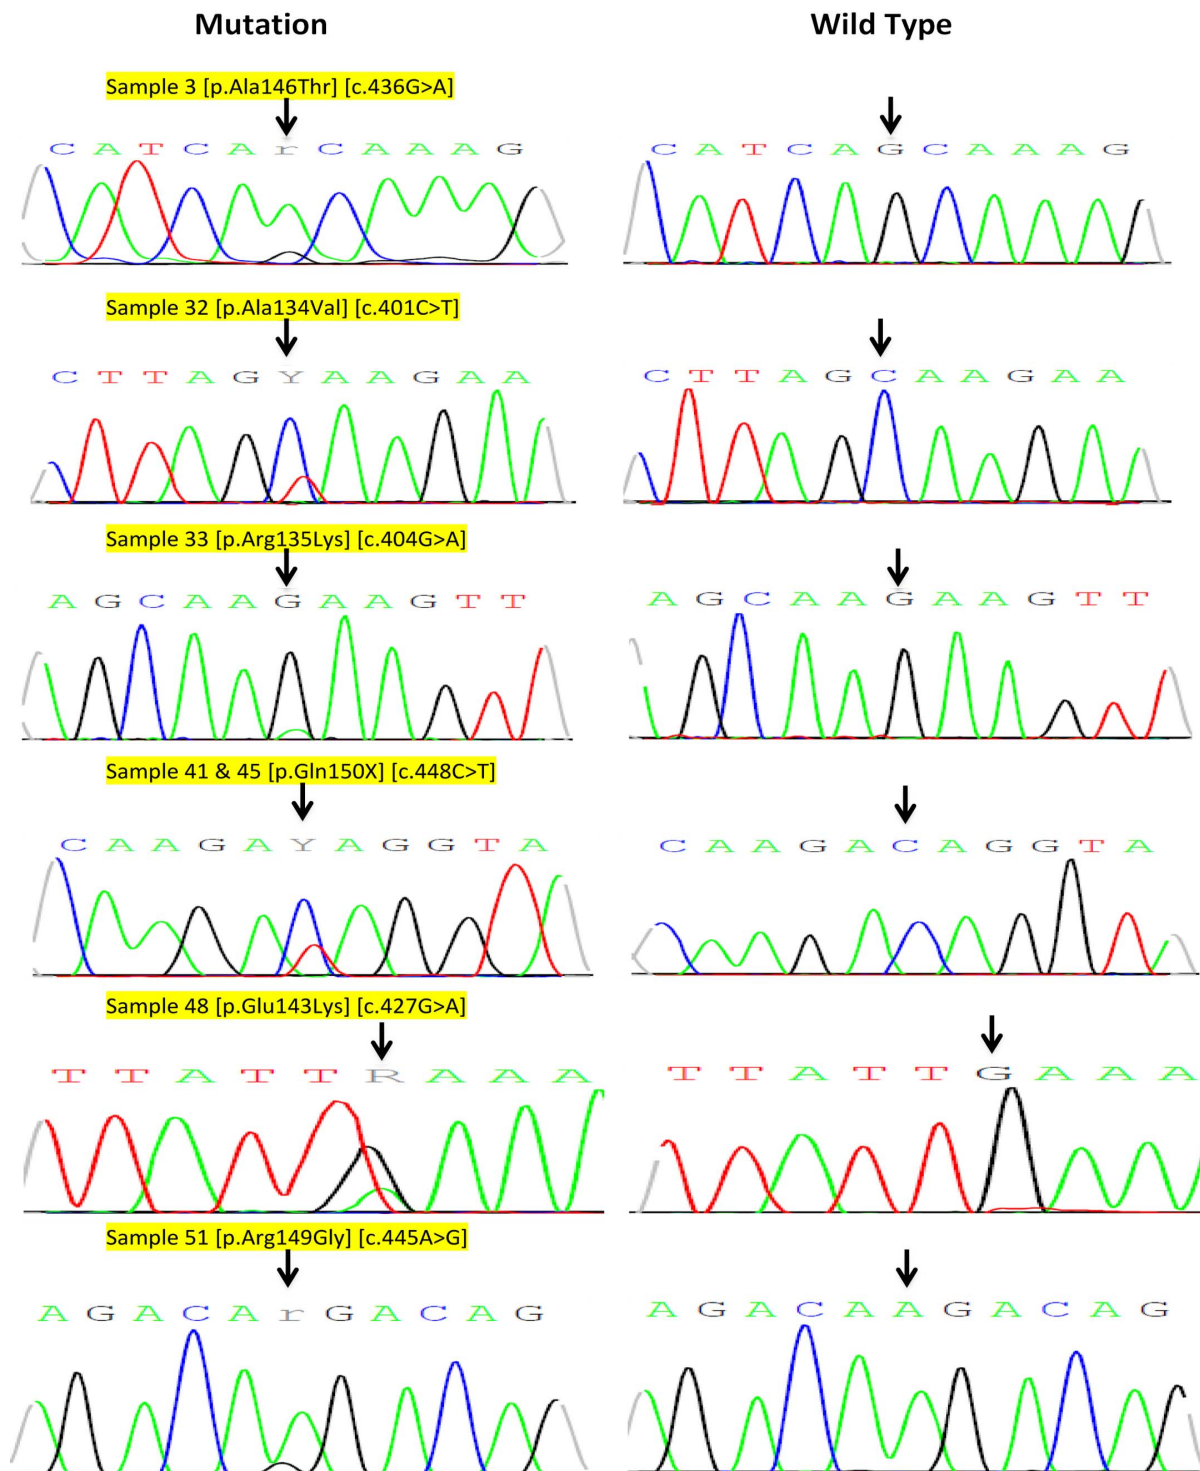 Mutation Wild Type
Sample 3 [p.Ala146Thr] [c.436G>A]
C A T C A r C A A A G C A T C A G C A A A G
Sample 32 [p.Ala134Val] [c.401C>T]
C T T A G Y A A G A A C T T A G C A A G A A
Sample 33 [p.Arg135Lys] [c.404G>A]
A G C A A G A A G T T A G C A A G A A G T T
Sample 41 & 45 [p.Gln150X] [c.448C>T]
C A A G A Y A G G T A C A A G A C A G G T A
Sample 48 [p.Glu143Lys] [c.427G>A]
T T A T T R A A A T T A T T G A A A
Sample 51 [p.Arg149Gly] [c.445A>G]
A G A C A r G A C A G A G A C A A G A C A G